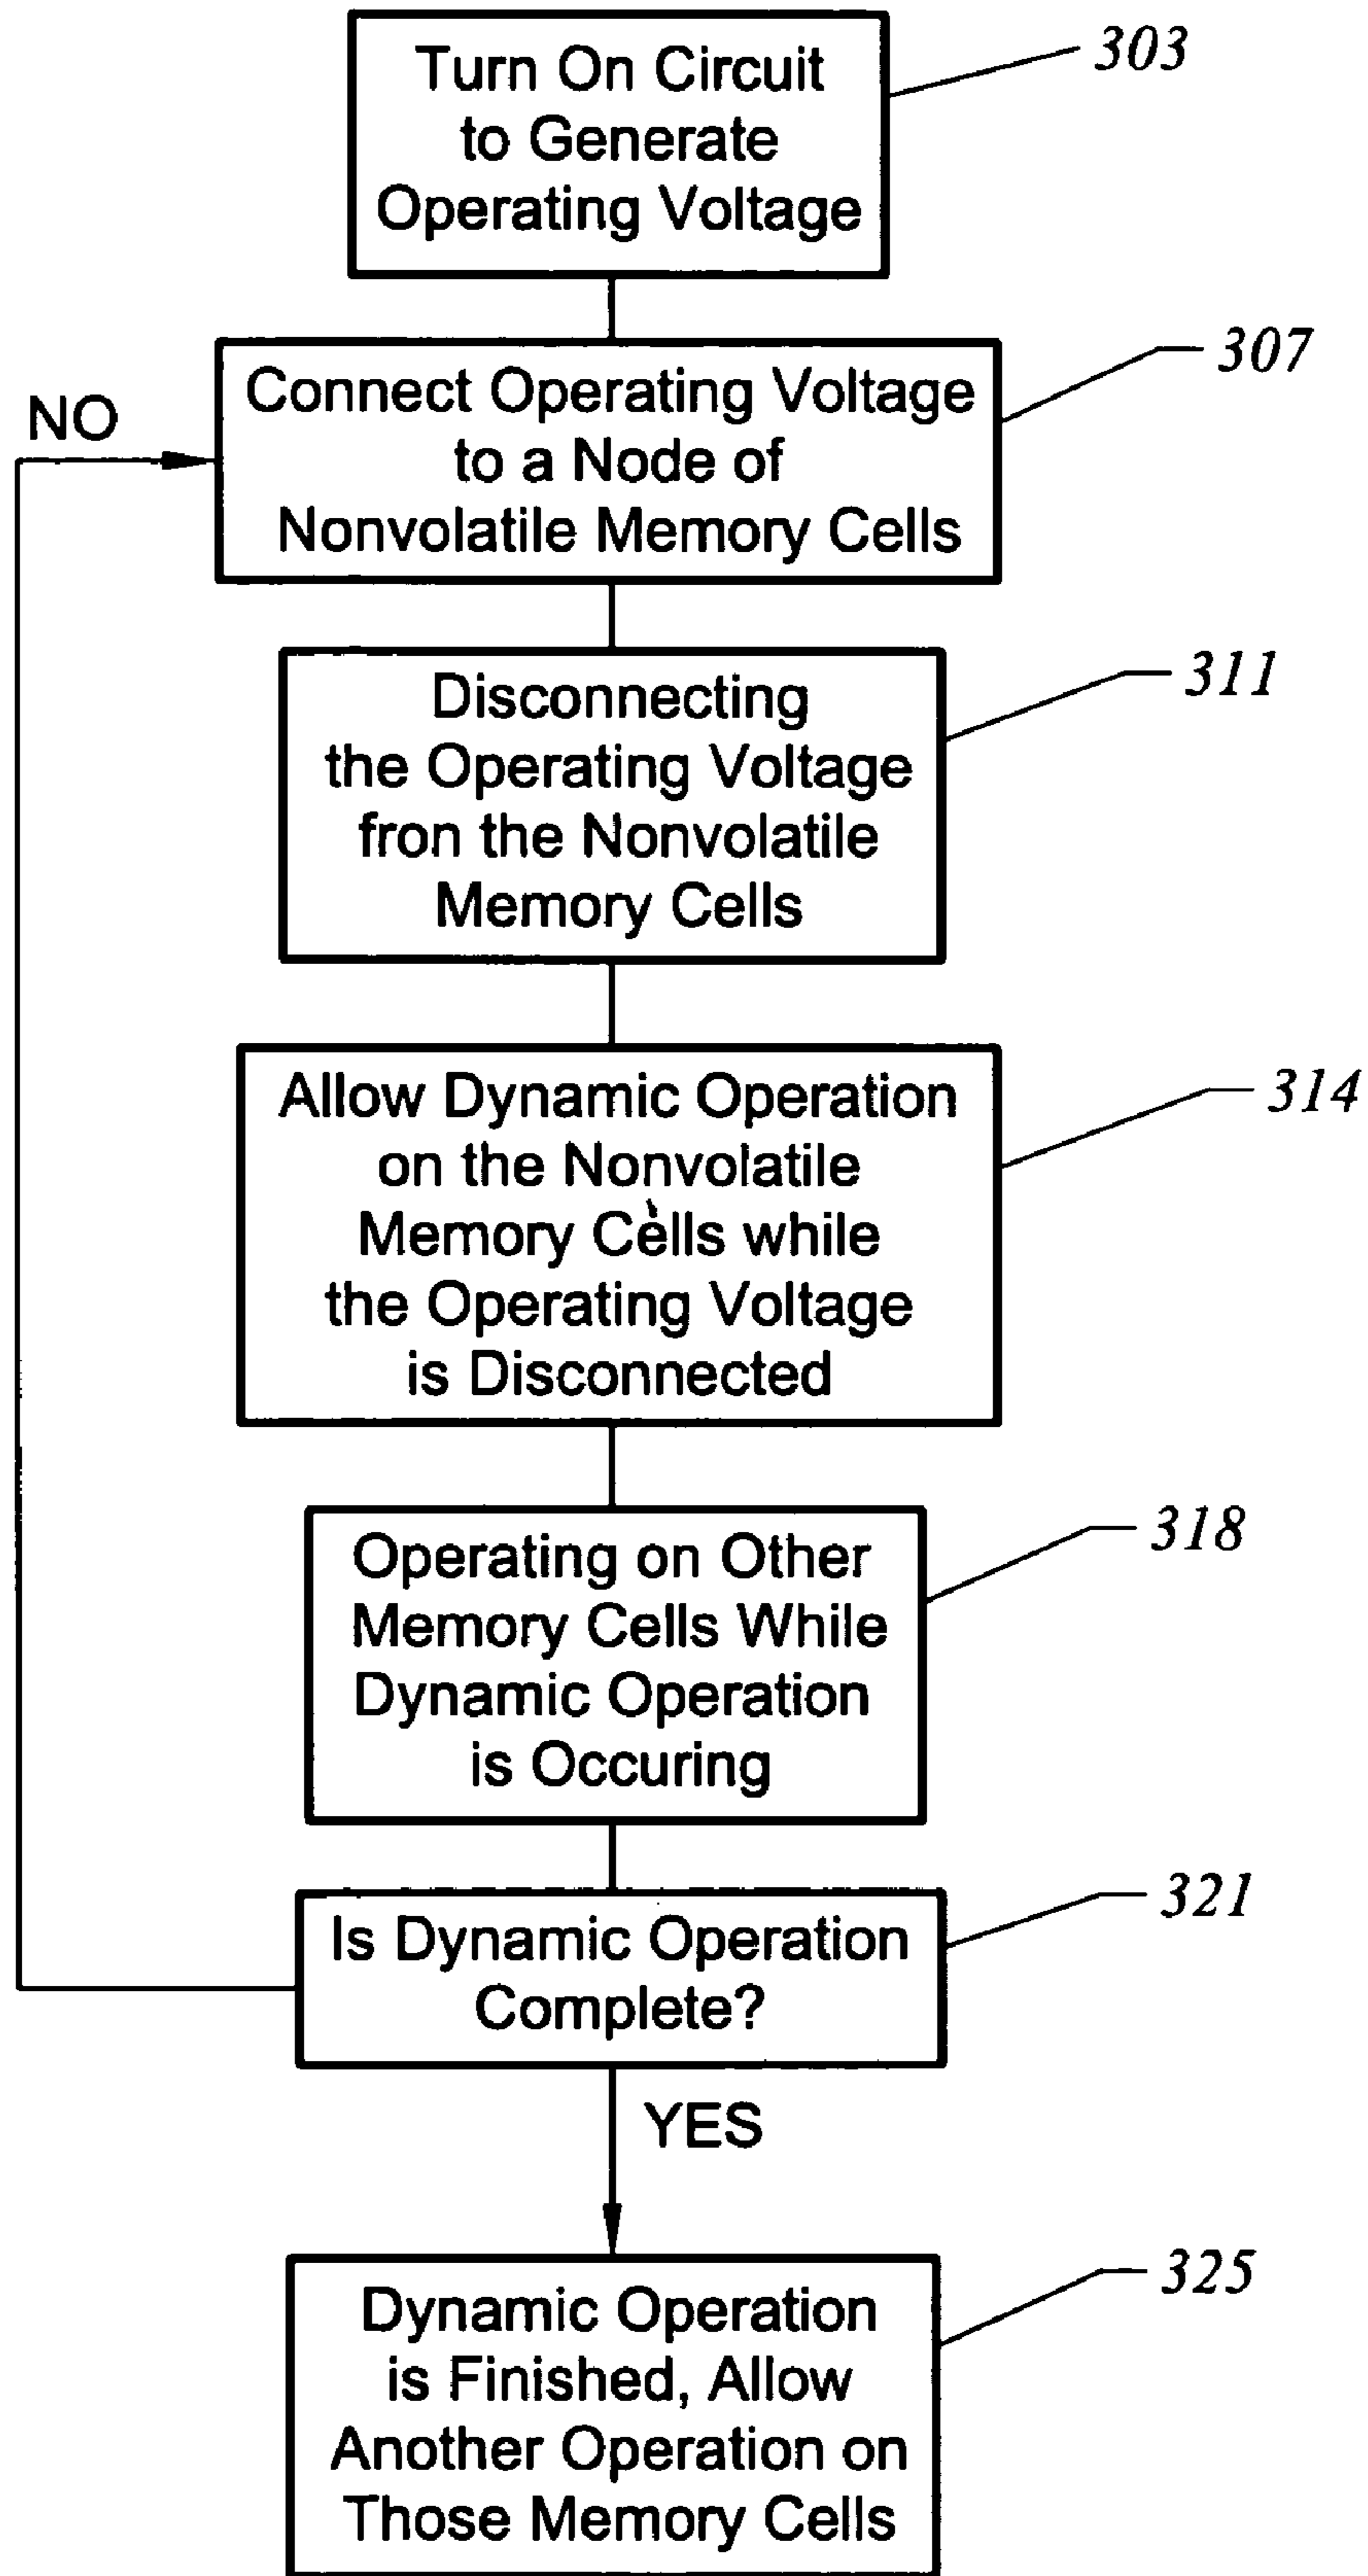 Turn On Circuit
to Generate
Operating Voltage
303
Connect Operating Voltage
to a Node of
Nonvolatile Memory Cells
307
NO
Disconnecting
the Operating Voltage
fron the Nonvolatile
Memory Cells
311
Allow Dynamic Operation
on the Nonvolatile
Memory Cells while
the Operating Voltage
is Disconnected
314
Operating on Other
Memory Cells While
Dynamic Operation
is Occuring
318
Is Dynamic Operation
Complete?
321
YES
Dynamic Operation
is Finished, Allow
Another Operation on
Those Memory Cells
325